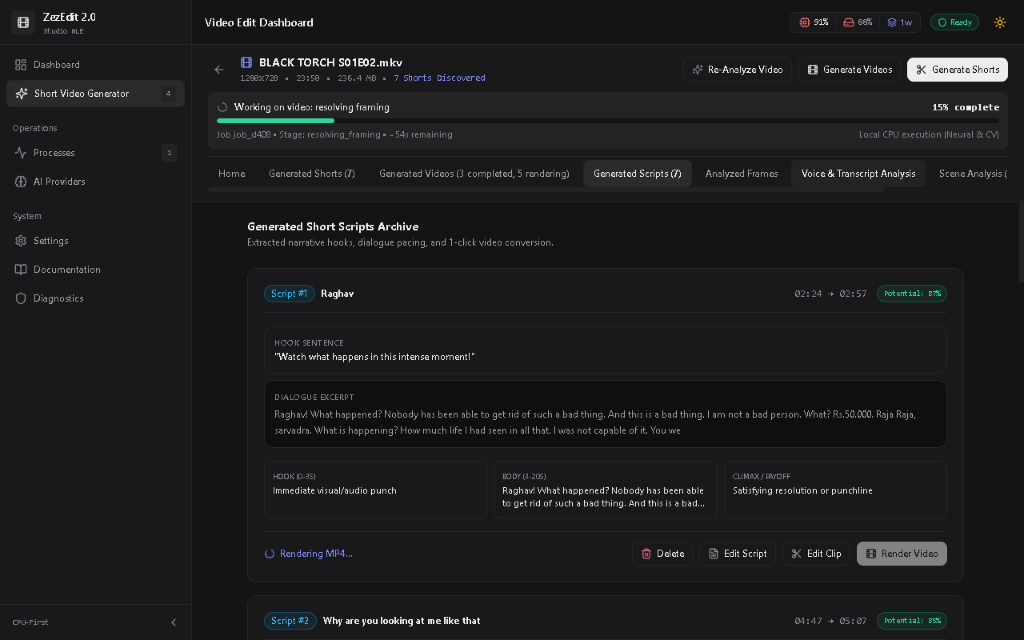 ZezEdit 2.0
Studio NLE
Video Edit Dashboard
91%
1w
Ready
Dashboard
Short Video Generator
4
Operations
Processes
1
AI Providers
System
Settings
Documentation
Diagnostics
CPU-First
BLACK TORCH S01E02.mkv
1280x720 • 23:50 • 236.4 MB • 7 Shorts Discovered
Re-Analyze Video
Generate Videos
Generate Shorts
Working on video: resolving framing
15% complete
Job job_d408 • Stage: resolving_framing • ~54s remaining
Local CPU execution (Neural & CV)
Home
Generated Shorts (7)
Generated Videos (3 completed, 5 rendering)
Generated Scripts (7)
Analyzed Frames
Voice & Transcript Analysis
Scene Analysis (
Generated Short Scripts Archive
Extracted narrative hooks, dialogue pacing, and 1-click video conversion.
Script #1
Raghav
02:24 → 02:57
Potential: 87%
HOOK SENTENCE
"Watch what happens in this intense moment!"
DIALOGUE EXCERPT
Raghav! What happened? Nobody has been able to get rid of such a bad thing. And this is a bad thing. I am not a bad person. What? Rs.50,000. Raja Raja,
sarvadra. What is happening? How much life I had seen in all that. I was not capable of it. You we
HOOK (0-3S)
Immediate visual/audio punch
BODY (3-20S)
Raghav! What happened? Nobody has been able
to get rid of such a bad thing. And this is a bad...
CLIMAX / PAYOFF
Satisfying resolution or punchline
Rendering MP4...
Delete
Edit Script
Edit Clip
Render Video
Script #2
Why are you looking at me like that
04:47 → 05:07